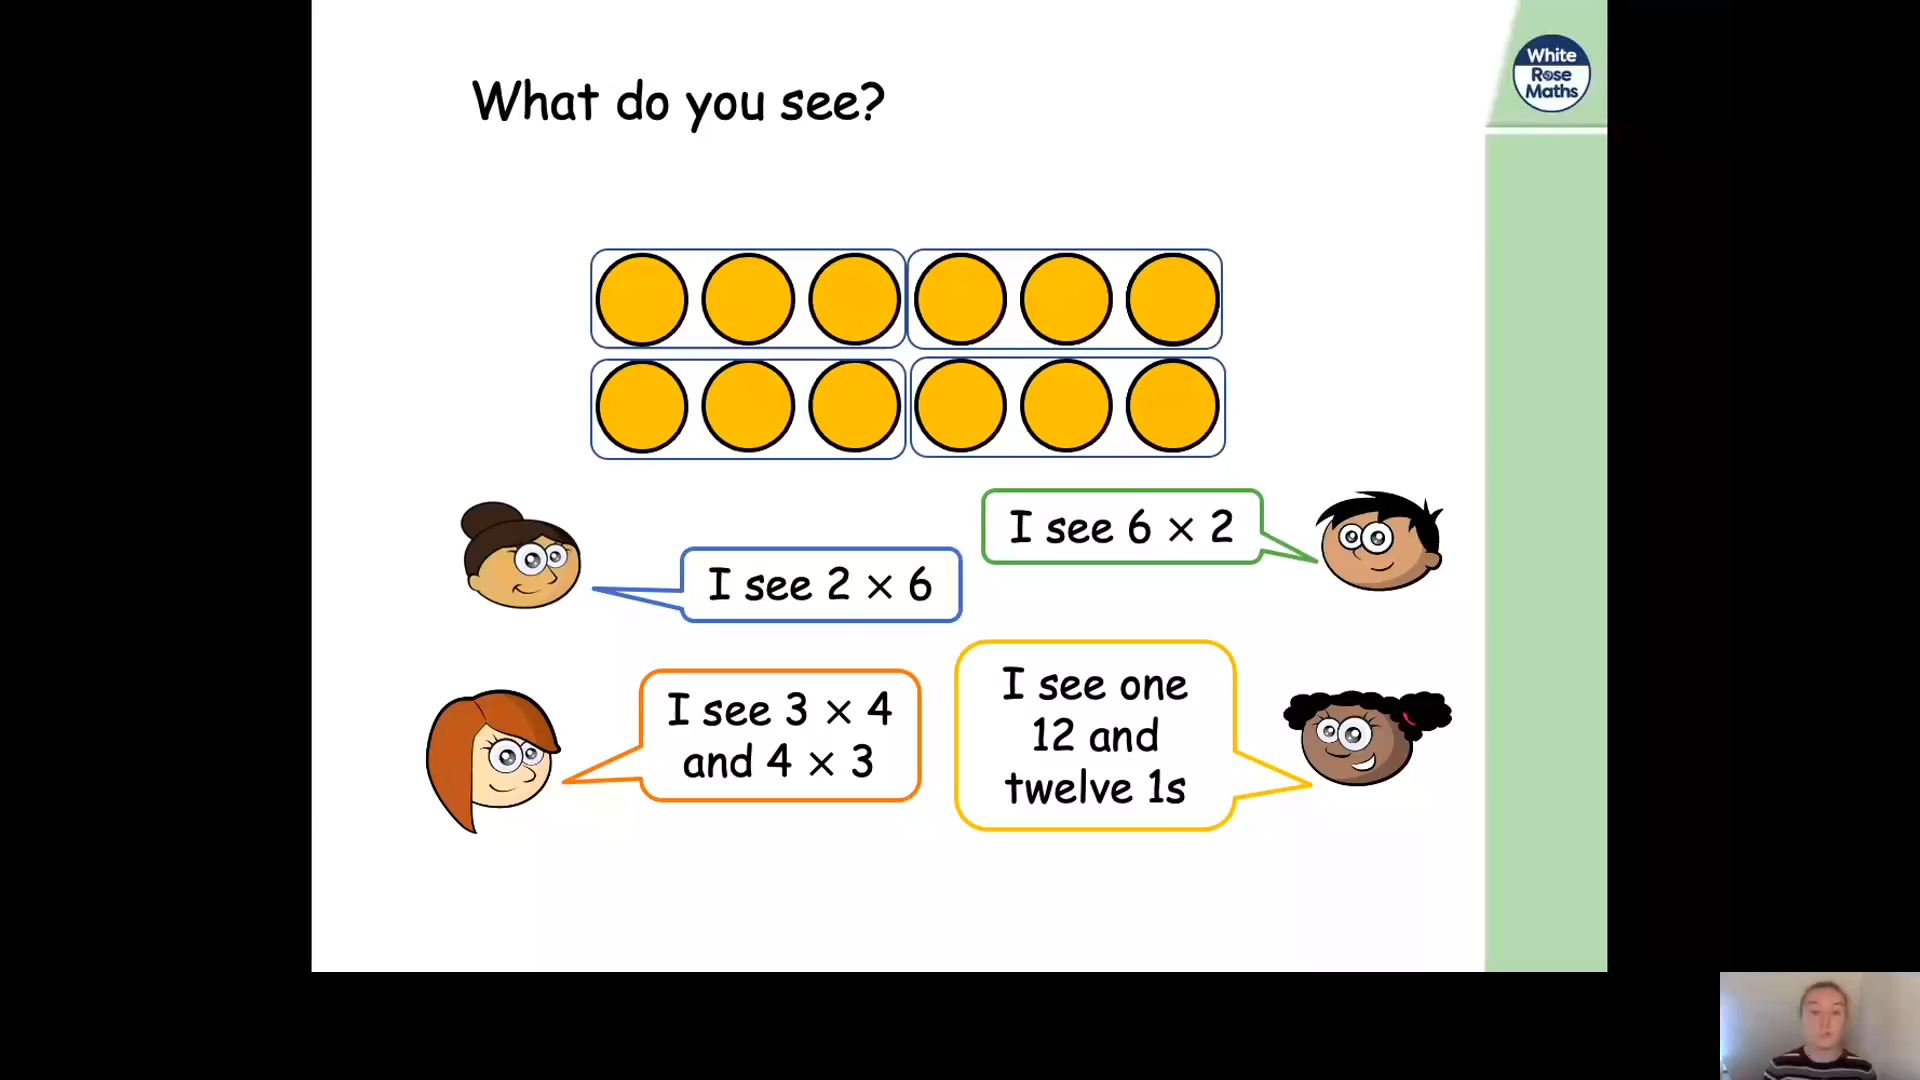 What do you see?
White
Rose
Maths
I see 6 × 2
I see 2 × 6
I see 3 × 4
and 4 × 3
I see one
12 and
twelve 1s